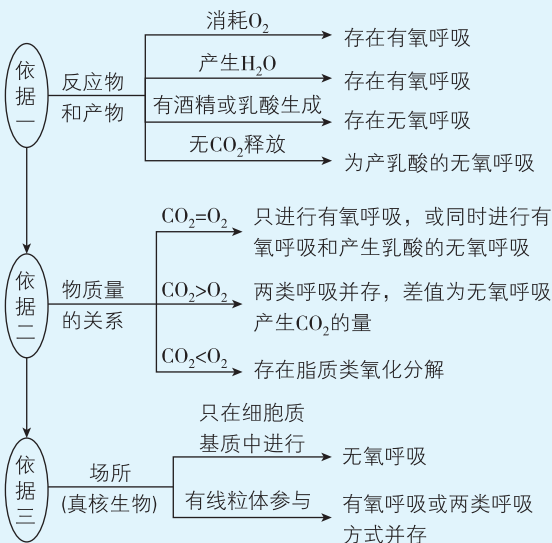 依据一
反应物
和产物
消耗O₂
存在有氧呼吸
产生H₂O
存在有氧呼吸
有酒精或乳酸生成
存在无氧呼吸
无CO₂释放
为产乳酸的无氧呼吸
依据二
物质量
的关系
CO₂=O₂
只进行有氧呼吸，或同时进行有
氧呼吸和产生乳酸的无氧呼吸
CO₂>O₂
两类呼吸并存，差值为无氧呼吸
产生CO₂的量
CO₂<O₂
存在脂质类氧化分解
依据三
场所
(真核生物)
只在细胞质
基质中进行
无氧呼吸
有线粒体参与
有氧呼吸或两类呼吸
方式并存